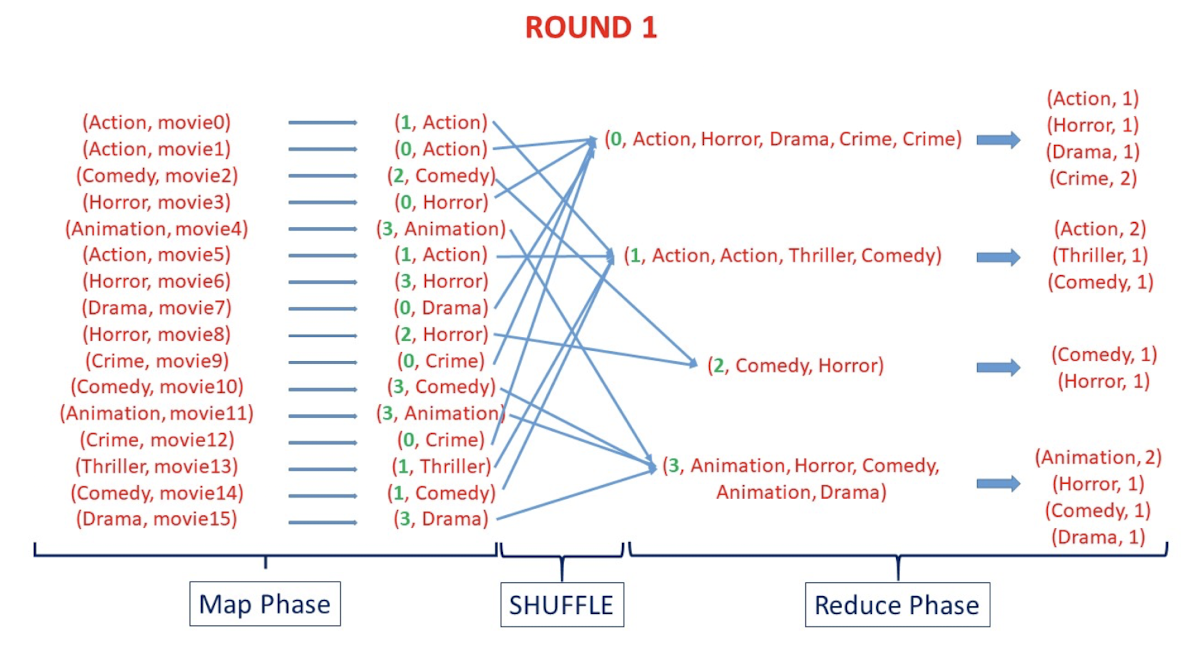 ROUND 1
(Action, movie0)
(Action, movie1)
(Comedy, movie2)
(Horror, movie3)
(Animation, movie4)
(Action, movie5)
(Horror, movie6)
(Drama, movie7)
(Horror, movie8)
(Crime, movie9)
(Comedy, movie10)
(Animation, movie11)
(Crime, movie12)
(Thriller, movie13)
(Comedy, movie14)
(Drama, movie15)
(1, Action)
(0, Action)
(2, Comedy)
(0, Horror)
(3, Animation)
(1, Action)
(3, Horror)
(0, Drama)
(2, Horror)
(0, Crime)
(3, Comedy)
(3, Animation)
(0, Crime)
(1, Thriller)
(1, Comedy)
(3, Drama)
(0, Action, Horror, Drama, Crime, Crime)
(1, Action, Action, Thriller, Comedy)
(2, Comedy, Horror)
(3, Animation, Horror, Comedy,
Animation, Drama)
(Action, 1)
(Horror, 1)
(Drama, 1)
(Crime, 2)
(Action, 2)
(Thriller, 1)
(Comedy, 1)
(Comedy, 1)
(Horror, 1)
(Animation, 2)
(Horror, 1)
(Comedy, 1)
(Drama, 1)
Map Phase
SHUFFLE
Reduce Phase